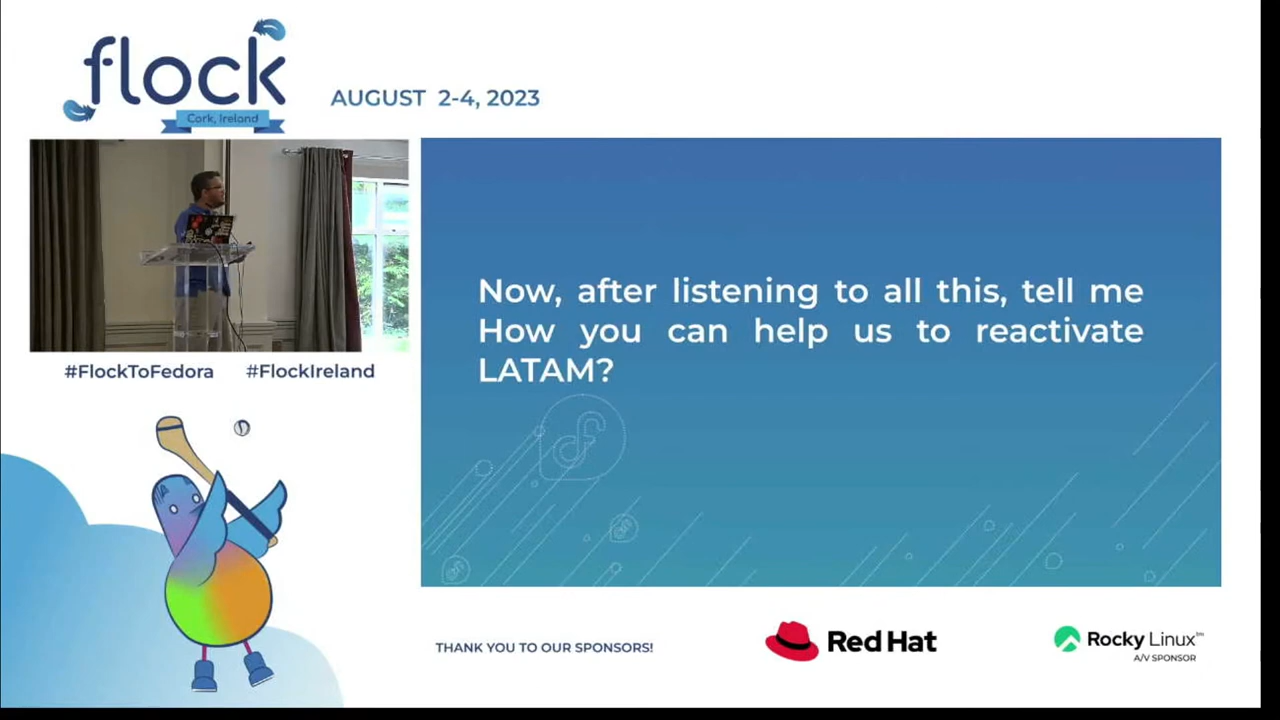 flock
Cork, Ireland
AUGUST 2-4, 2023
#FlockToFedora #FlockIreland
Now, after listening to all this, tell me
How you can help us to reactivate
LATAM?
THANK YOU TO OUR SPONSORS!
Red Hat
Rocky Linux™
A/V SPONSOR